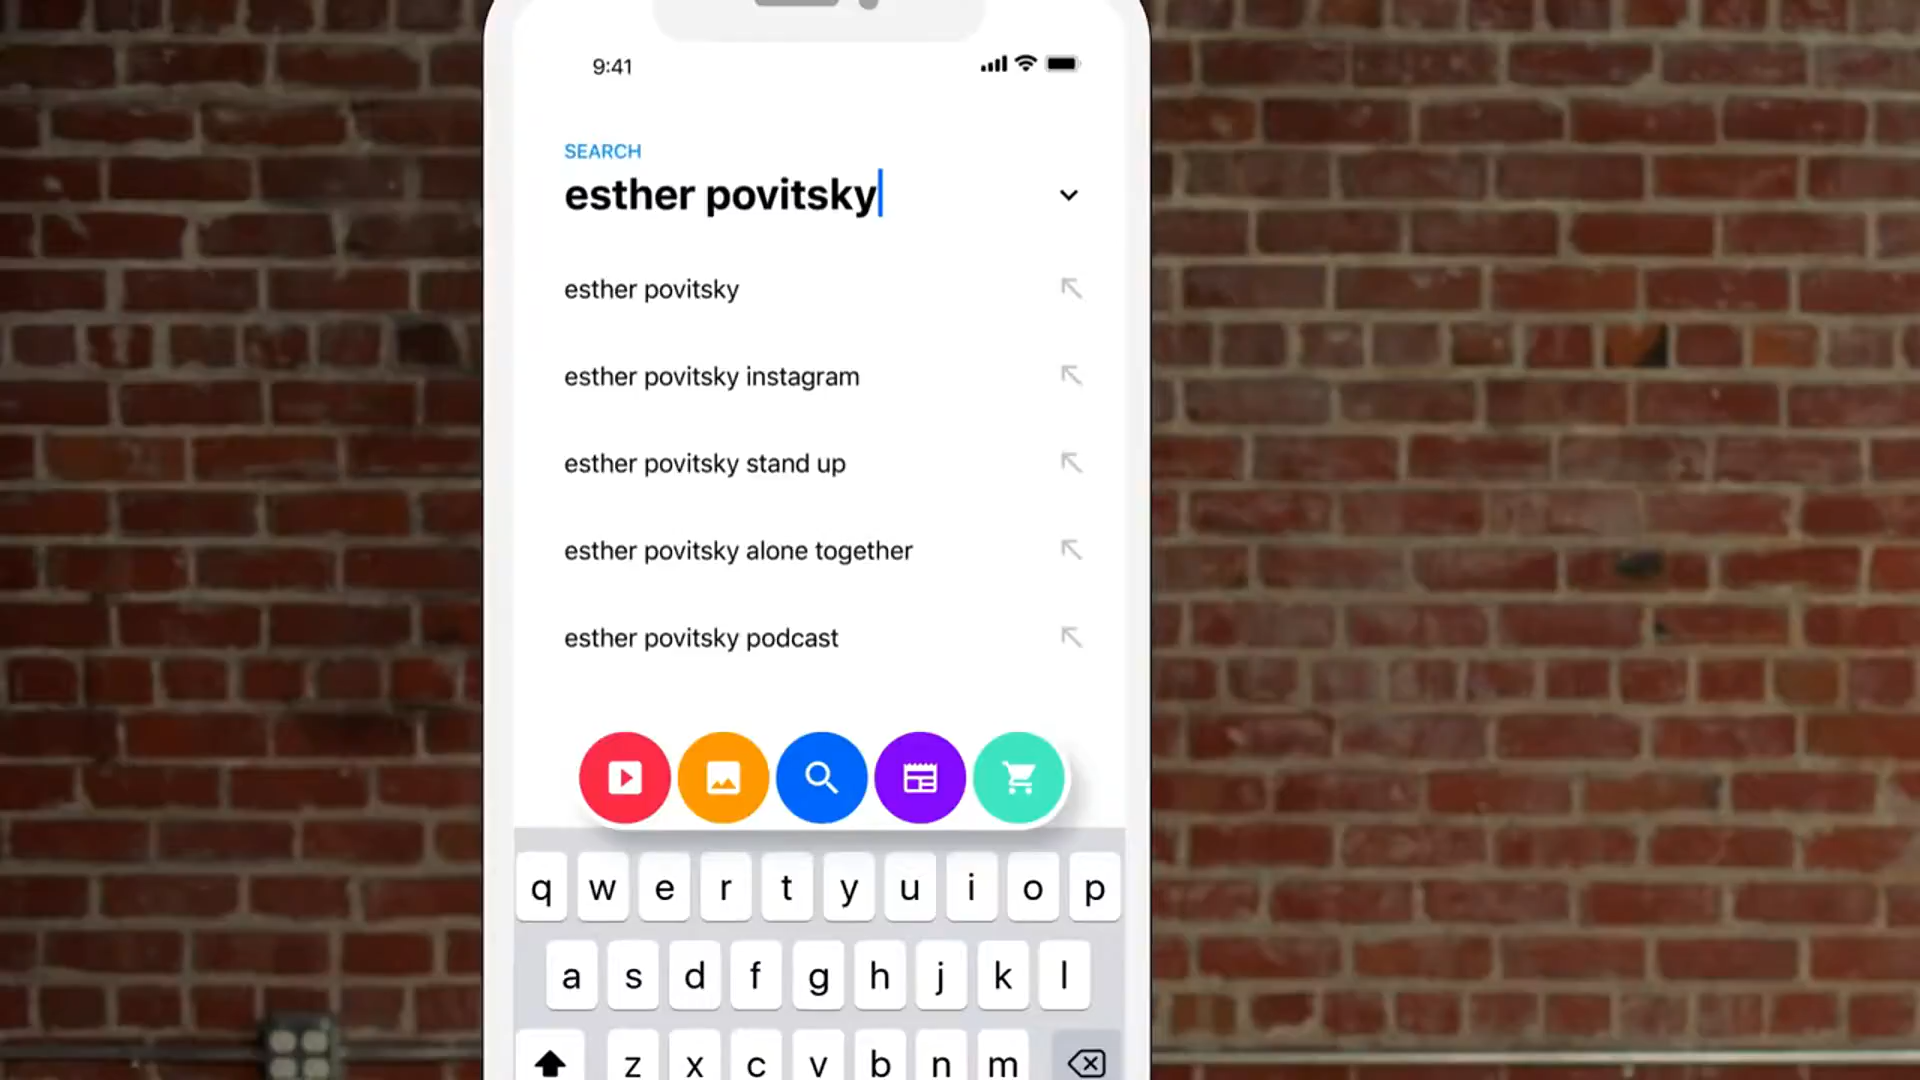 9:41
SEARCH
esther povitsky
esther povitsky
esther povitsky instagram
esther povitsky stand up
esther povitsky alone together
esther povitsky podcast
q w e r t y u i o p
a s d f g h j k l
z x c v b n m